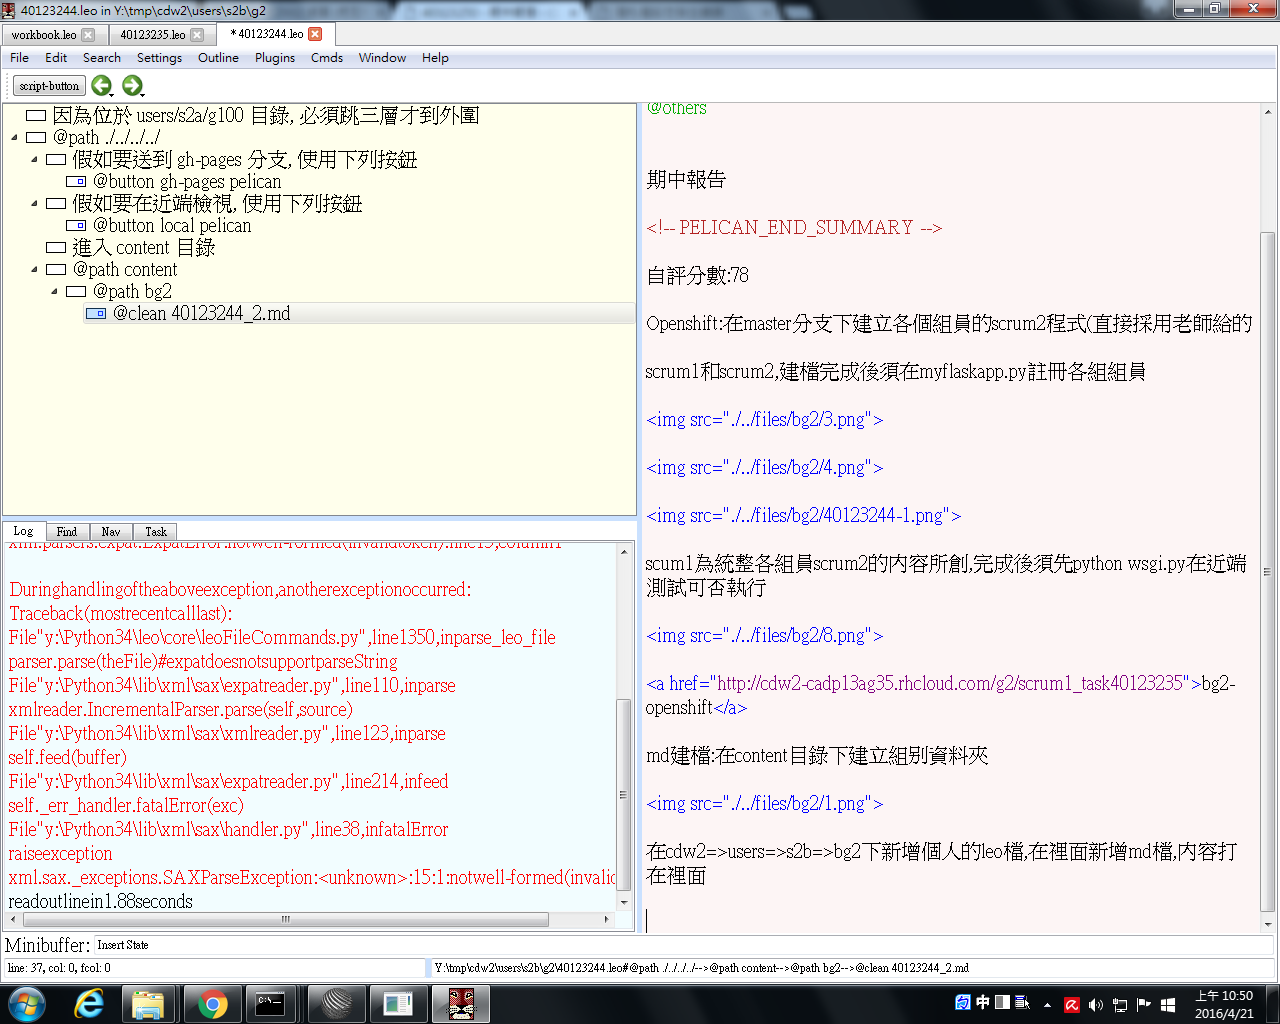 40123244.leo in Y:\tmp\cdw2\users\s2b\g2
workbook.leo
40123235.leo
* 40123244.leo
File Edit Search Settings Outline Plugins Cmds Window Help
script-button
因為位於 users/s2a/g100 目錄, 必須跳三層才到外圍
@path ./../../../
假如要送到 gh-pages 分支, 使用下列按鈕
@button gh-pages pelican
假如要在近端檢視, 使用下列按鈕
@button local pelican
進入 content 目錄
@path content
@path bg2
@clean 40123244_2.md
Log Find Nav Task
xml.parsers.expat.ExpatError:notwell-formed(invalidtoken):line15,column1
Duringhandlingoftheaboveexception,anotherexceptionoccurred:
Traceback(mostrecentcalllast):
File"y:\Python34\leo\core\leoFileCommands.py",line1350,inparse_leo_file
parser.parse(theFile)#expatdoesnotsupportparseString
File"y:\Python34\lib\xml\sax\expatreader.py",line110,inparse
xmlreader.IncrementalParser.parse(self,source)
File"y:\Python34\lib\xml\sax\xmlreader.py",line123,inparse
self.feed(buffer)
File"y:\Python34\lib\xml\sax\expatreader.py",line214,infeed
self._err_handler.fatalError(exc)
File"y:\Python34\lib\xml\sax\handler.py",line38,infatalError
raiseexception
xml.sax._exceptions.SAXParseException:<unknown>:15:1:notwell-formed(invalid
readoutlinein1.88seconds
@others
期中報告
<!-- PELICAN_END_SUMMARY -->
自評分數:78
Openshift:在master分支下建立各個組員的scrum2程式(直接採用老師給的
scrum1和scrum2,建檔完成後須在myflaskapp.py註冊各組組員
<img src="./../files/bg2/3.png">
<img src="./../files/bg2/4.png">
<img src="./../files/bg2/40123244-1.png">
scum1為統整各組員scrum2的內容所創,完成後須先python wsgi.py在近端
測試可否執行
<img src="./../files/bg2/8.png">
<a href="http://cdw2-cadp13ag35.rhcloud.com/g2/scrum1_task40123235">bg2-
openshift</a>
md建檔:在content目錄下建立組別資料夾
<img src="./../files/bg2/1.png">
在cdw2=>users=>s2b=>bg2下新增個人的leo檔,在裡面新增md檔,內容打
在裡面
Minibuffer: Insert State
line: 37, col: 0, fcol: 0
Y:\tmp\cdw2\users\s2b\g2\40123244.leo#@path ./../../../-->@path content-->@path bg2-->@clean 40123244_2.md
中
上午 10:50
2016/4/21